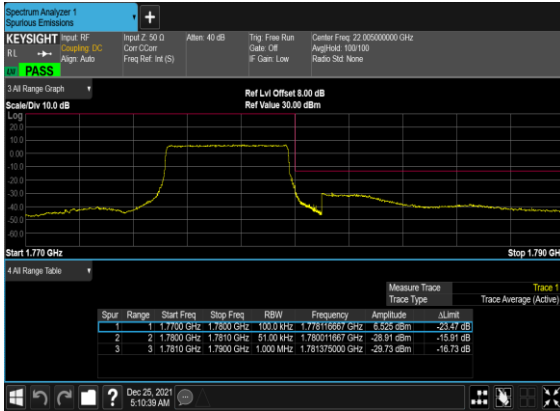 Spectrum Analyzer 1
Spurious Emissions
+
KEYSIGHT Input: RF Input Z: 50 Ω Atten: 40 dB Trig: Free Run Center Freq: 22.005000000 GHz
RL Coupling: DC Corr CCorr Gate: Off Avg|Hold: 100/100
Align: Auto Freq Ref: Int (S) IF Gain: Low Radio Std: None
PASS
3 All Range Graph
Ref Lvl Offset 8.00 dB
Scale/Div 10.0 dB Ref Value 30.00 dBm
Log
20.0
10.0
0.00
-10.0
-20.0
-30.0
-40.0
-50.0
-60.0
Start 1.770 GHz Stop 1.790 GH
4 All Range Table
Measure Trace Trace 1
Trace Type Trace Average (Active)
Spur Range Start Freq Stop Freq RBW Frequency Amplitude ΔLimit
1 1 1.7700 GHz 1.7800 GHz 100.0 kHz 1.778116667 GHz 6.525 dBm -23.47 dB
2 2 1.7800 GHz 1.7810 GHz 51.00 kHz 1.780011667 GHz -28.91 dBm -15.91 dB
3 3 1.7810 GHz 1.7900 GHz 1.000 MHz 1.781375000 GHz -29.73 dBm -16.73 dB
? Dec 25, 2021
5:10:39 AM